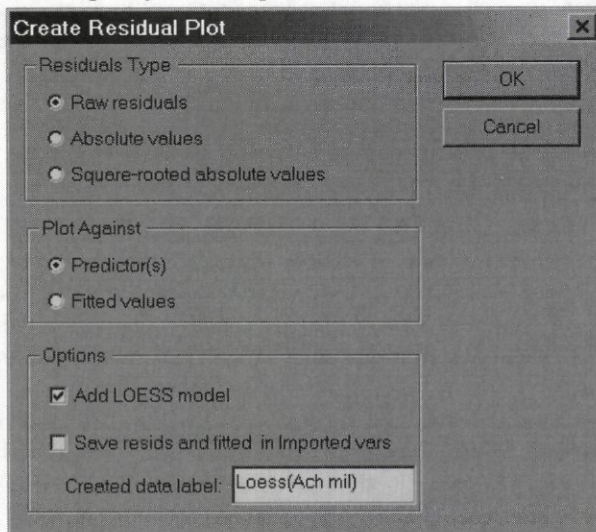 Create Residual Plot
Residuals Type
Raw residuals
Absolute values
Square-rooted absolute values
OK
Cancel
Plot Against
Predictor(s)
Fitted values
Options
Add LOESS model
Save resids and fitted in Imported vars
Created data label: Loess(Ach mil)